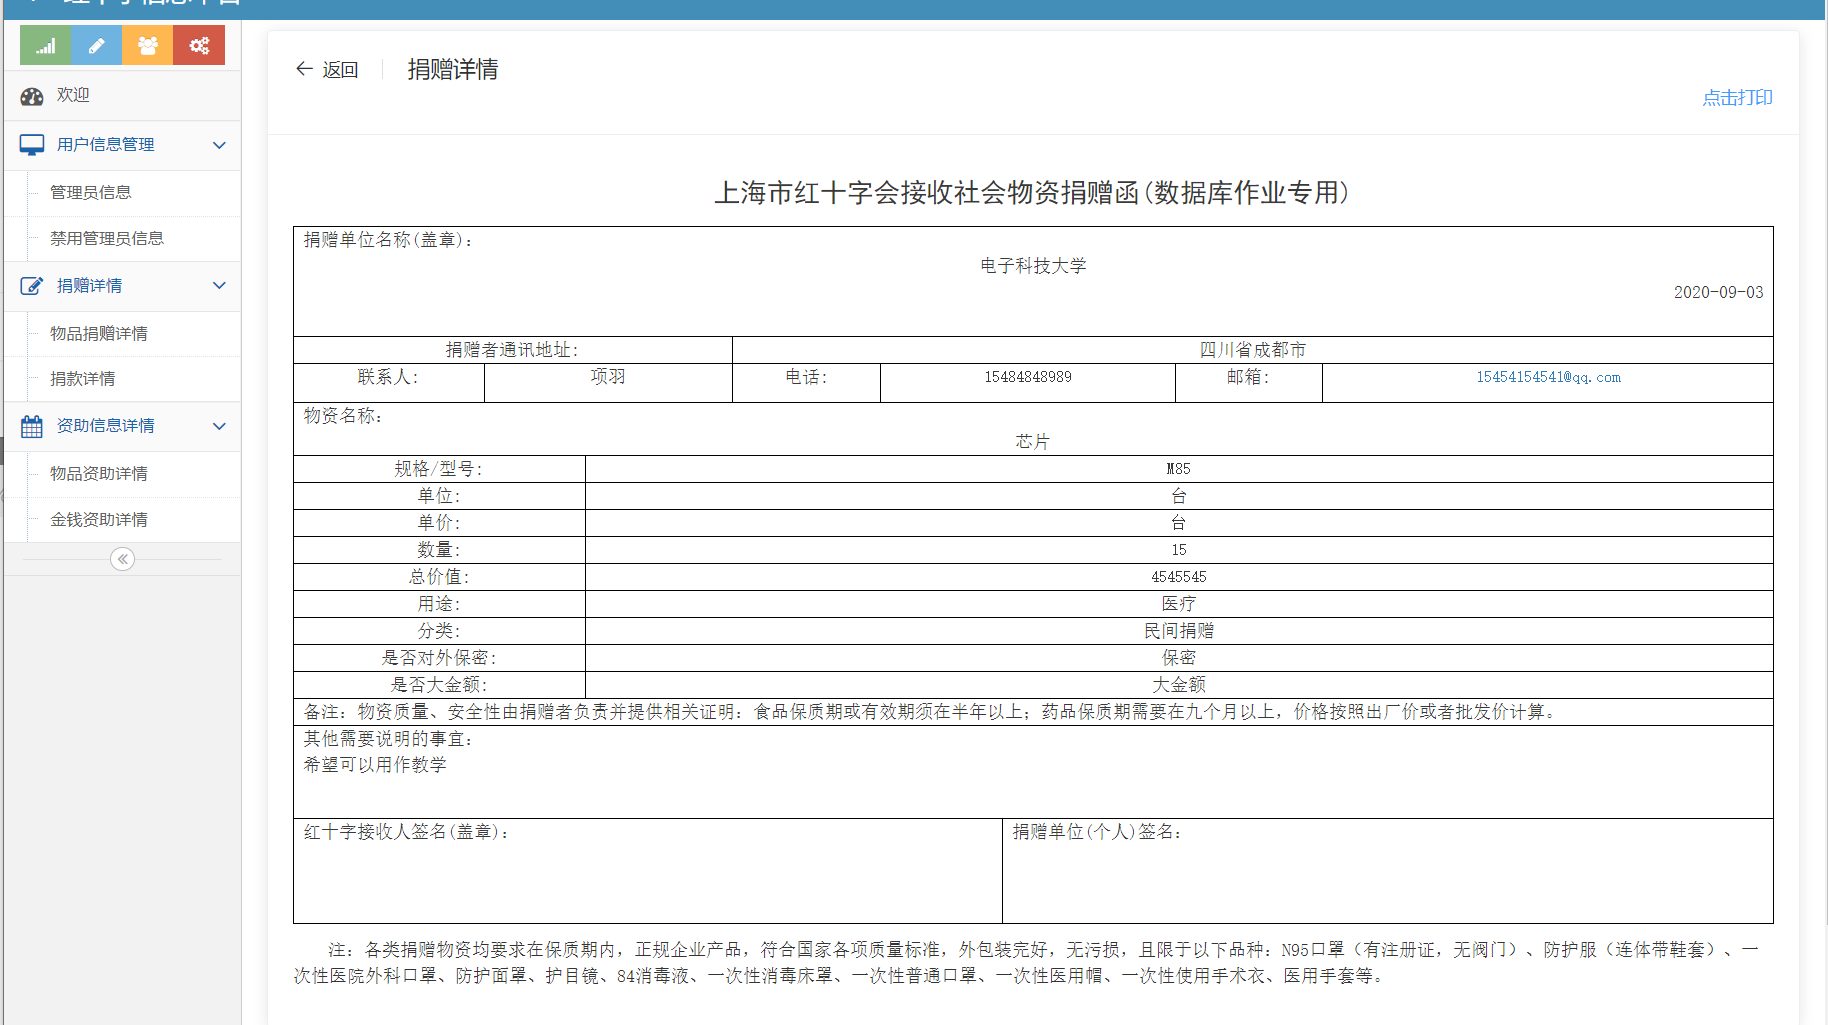 欢迎
用户信息管理
管理员信息
禁用管理员信息
捐赠详情
物品捐赠详情
捐款详情
资助信息详情
物品资助详情
金钱资助详情
返回
捐赠详情
点击打印
上海市红十字会接收社会物资捐赠函(数据库作业专用)
捐赠单位名称(盖章):
电子科技大学
2020-09-03
捐赠者通讯地址: 四川省成都市
联系人: 项羽 电话: 15484848989 邮箱: 15454154541@qq.com
物资名称:
芯片
规格/型号: M85
单位: 台
单价: 台
数量: 15
总价值: 4545545
用途: 医疗
分类: 民间捐赠
是否对外保密: 保密
是否大金额: 大金额
备注: 物资质量、安全性由捐赠者负责并提供相关证明: 食品保质期或有效期须在半年以上; 药品保质期需要在九个月以上, 价格按照出厂价或者批发价计算。
其他需要说明的事宜:
希望可以用作教学
红十字接收人签名(盖章): 捐赠单位(个人)签名:
注: 各类捐赠物资均要求在保质期内, 正规企业产品, 符合国家各项质量标准, 外包装完好, 无污损, 且限于以下品种: N95口罩 (有注册证, 无阀门) 、防护服 (连体带鞋套) 、一
次性医院外科口罩、防护面罩、护目镜、84消毒液、一次性消毒床罩、一次性普通口罩、一次性医用帽、一次性使用手术衣、医用手套等。